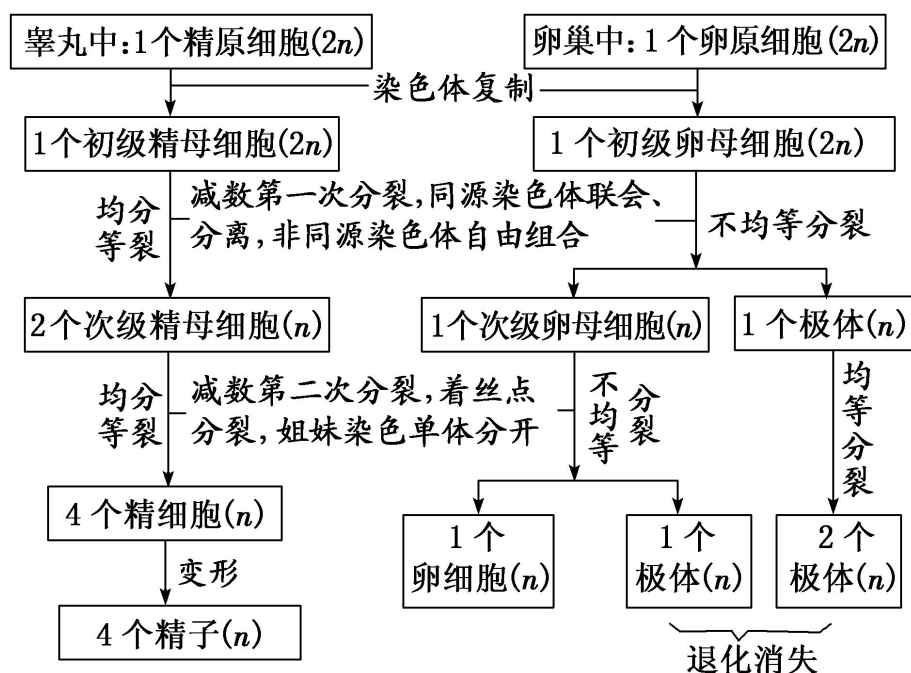 睾丸中:1个精原细胞(2n)
卵巢中:1个卵原细胞(2n)
染色体复制
1个初级精母细胞(2n)
1个初级卵母细胞(2n)
均分
等裂
减数第一次分裂,同源染色体联会、
分离,非同源染色体自由组合
不均等分裂
2个次级精母细胞(n)
1个次级卵母细胞(n)
1个极体(n)
均分
等裂
减数第二次分裂,着丝点
分裂,姐妹染色单体分开
不均等
分裂
均等分裂
4个精细胞(n)
1个
卵细胞(n)
1个
极体(n)
2个
极体(n)
变形
4个精子(n)
退化消失